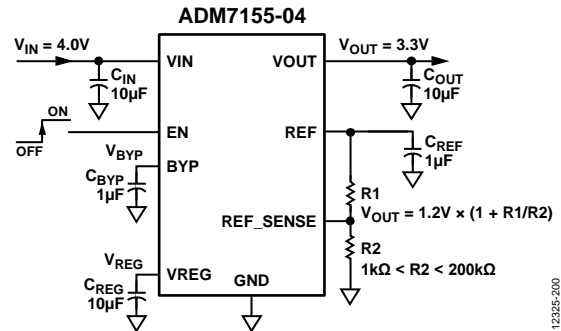 ADM7155-04
VIN = 4.0V
VOUT = 3.3V
VIN
VOUT
CIN
10µF
COUT
10µF
ON
OFF
EN
REF
VBYP
BYP
CBYP
1µF
CREF
1µF
R1
REF_SENSE
VOUT = 1.2V × (1 + R1/R2)
R2
1kΩ < R2 < 200kΩ
VREG
VREG
CREG
10µF
GND
12325-200